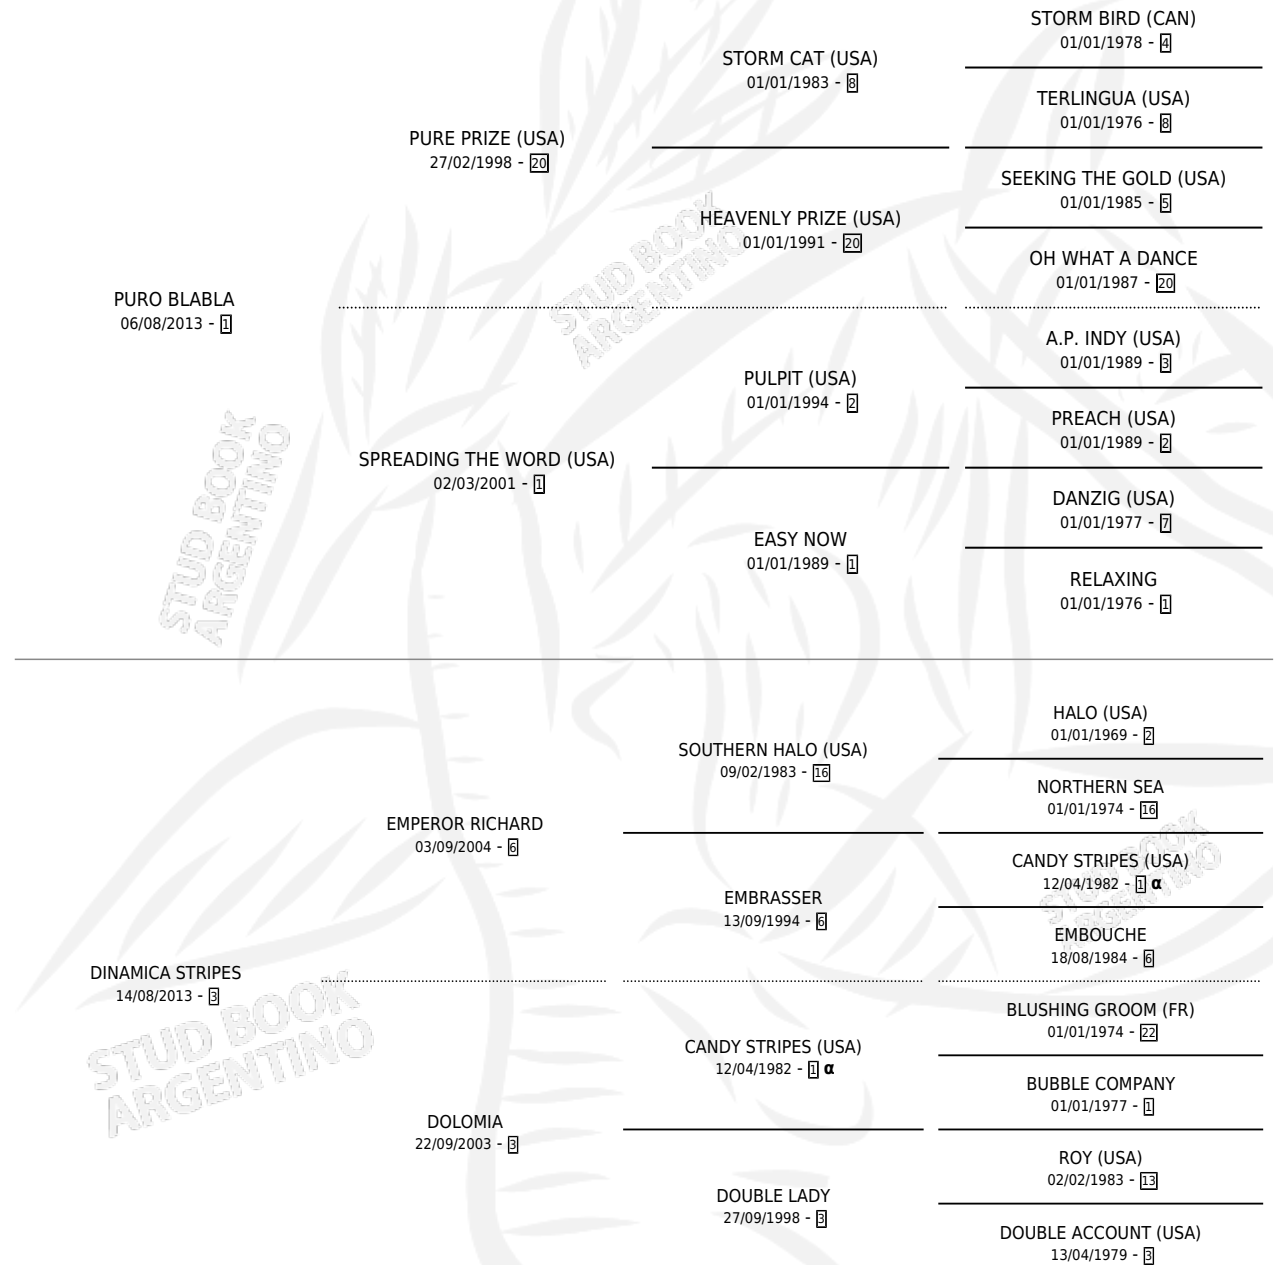 STORM BIRD (CAN)
01/01/1978 - 4
STORM CAT (USA)
01/01/1983 - 8
TERLINGUA (USA)
01/01/1976 - 8
PURE PRIZE (USA)
27/02/1998 - 20
SEEKING THE GOLD (USA)
01/01/1985 - 5
HEAVENLY PRIZE (USA)
01/01/1991 - 20
OH WHAT A DANCE
01/01/1987 - 20
PURO BLABLA
06/08/2013 - 1
A.P. INDY (USA)
01/01/1989 - 3
PULPIT (USA)
01/01/1994 - 2
PREACH (USA)
01/01/1989 - 2
SPREADING THE WORD (USA)
02/03/2001 - 1
DANZIG (USA)
01/01/1977 - 7
EASY NOW
01/01/1989 - 1
RELAXING
01/01/1976 - 1
HALO (USA)
01/01/1969 - 2
SOUTHERN HALO (USA)
09/02/1983 - 16
NORTHERN SEA
01/01/1974 - 16
EMPEROR RICHARD
03/09/2004 - 6
CANDY STRIPES (USA)
12/04/1982 - 1 α
EMBRASSER
13/09/1994 - 6
EMBOUCHE
18/08/1984 - 6
DINAMICA STRIPES
14/08/2013 - 3
BLUSHING GROOM (FR)
01/01/1974 - 22
CANDY STRIPES (USA)
12/04/1982 - 1 α
BUBBLE COMPANY
01/01/1977 - 1
DOLOMIA
22/09/2003 - 3
ROY (USA)
02/02/1983 - 13
DOUBLE LADY
27/09/1998 - 3
DOUBLE ACCOUNT (USA)
13/04/1979 - 3
STUD BOOK
ARGENTINO
STUD BOOK
ARGENTINO
STUD BOOK
ARGENTINO
STUD BOOK
ARGENTINO